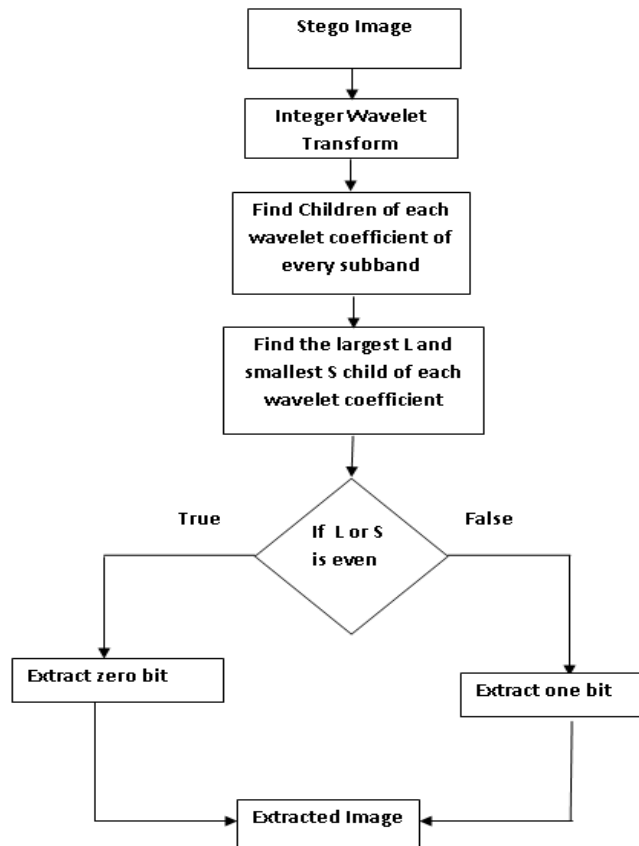 Stego Image
Integer Wavelet
Transform
Find Children of each
wavelet coefficient of
every subband
Find the largest L and
smallest S child of each
wavelet coefficient
True
False
If L or S
is even
Extract zero bit
Extract one bit
Extracted Image